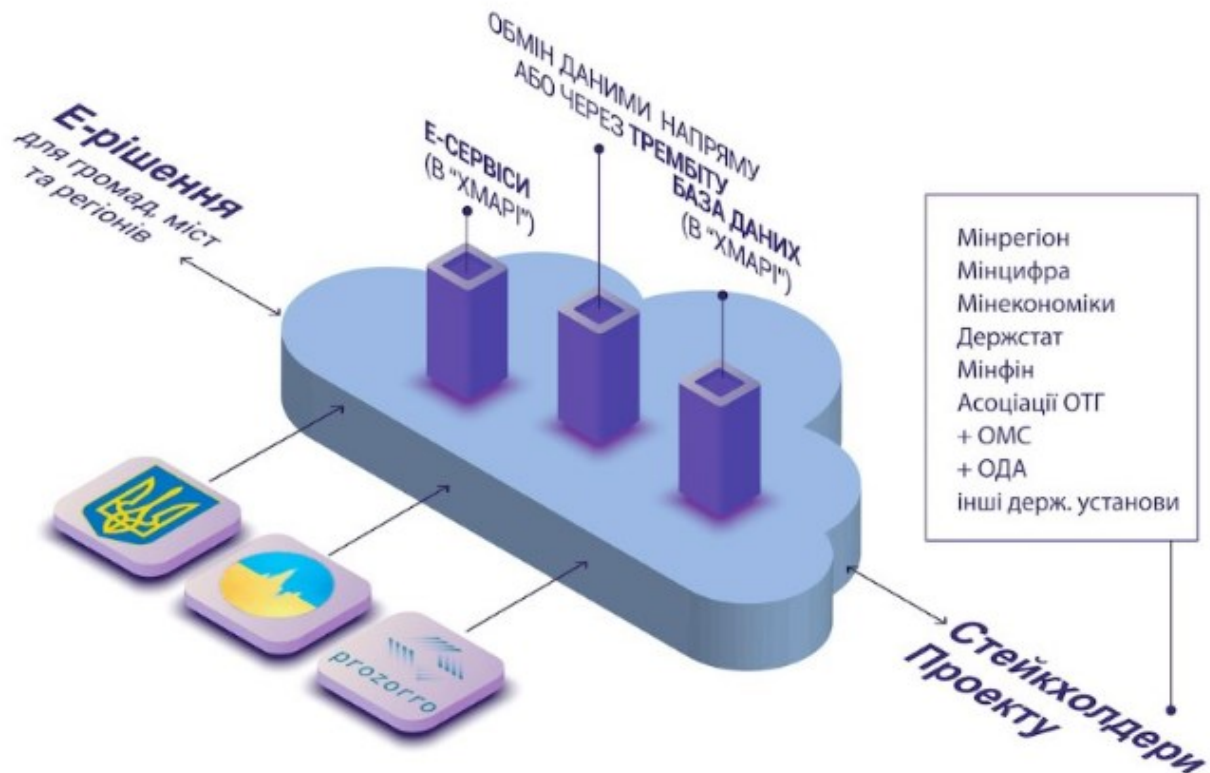 ОБМІН ДАНИМИ НАПРЯМУ
АБО ЧЕРЕЗ ТРЕМБІТУ
Е-рішення
для громад, міст
та регіонів
Е-СЕРВІСИ
(В "ХМАРІ")
БАЗА ДАНИХ
(В "ХМАРІ")
Мінрегіон
Мінцифра
Мінекономіки
Держстат
Мінфін
Асоціації ОТГ
+ ОМС
+ ОДА
інші держ. установи
prozorro
Стейкхолдери
Проекту